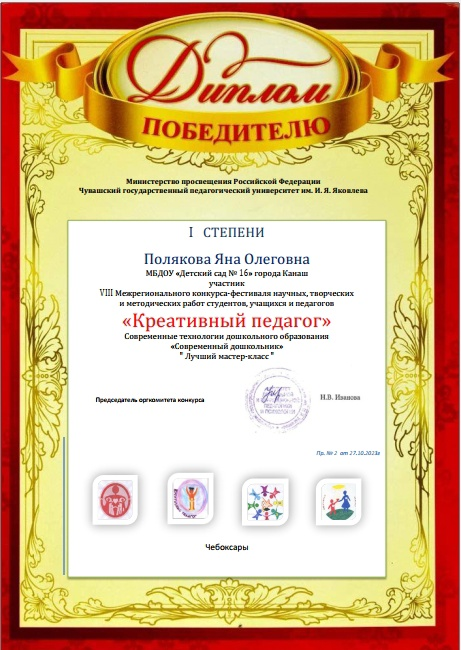 Диплом
ПОБЕДИТЕЛЮ
Министерство просвещения Российской Федерации
Чувашский государственный педагогический университет им. И. Я. Яковлева
I СТЕПЕНИ
Полякова Яна Олеговна
МБДОУ «Детский сад № 16» города Канаш
участник
VIII Межрегионального конкурса-фестиваля научных, творческих
и методических работ студентов, учащихся и педагогов
«Креативный педагог»
Современные технологии дошкольного образования
«Современный дошкольник»
" Лучший мастер-класс "
Председатель оргкомитета конкурса
И.В. Иванова
Пр. № 2 от 27.10.2023г
Чебоксары